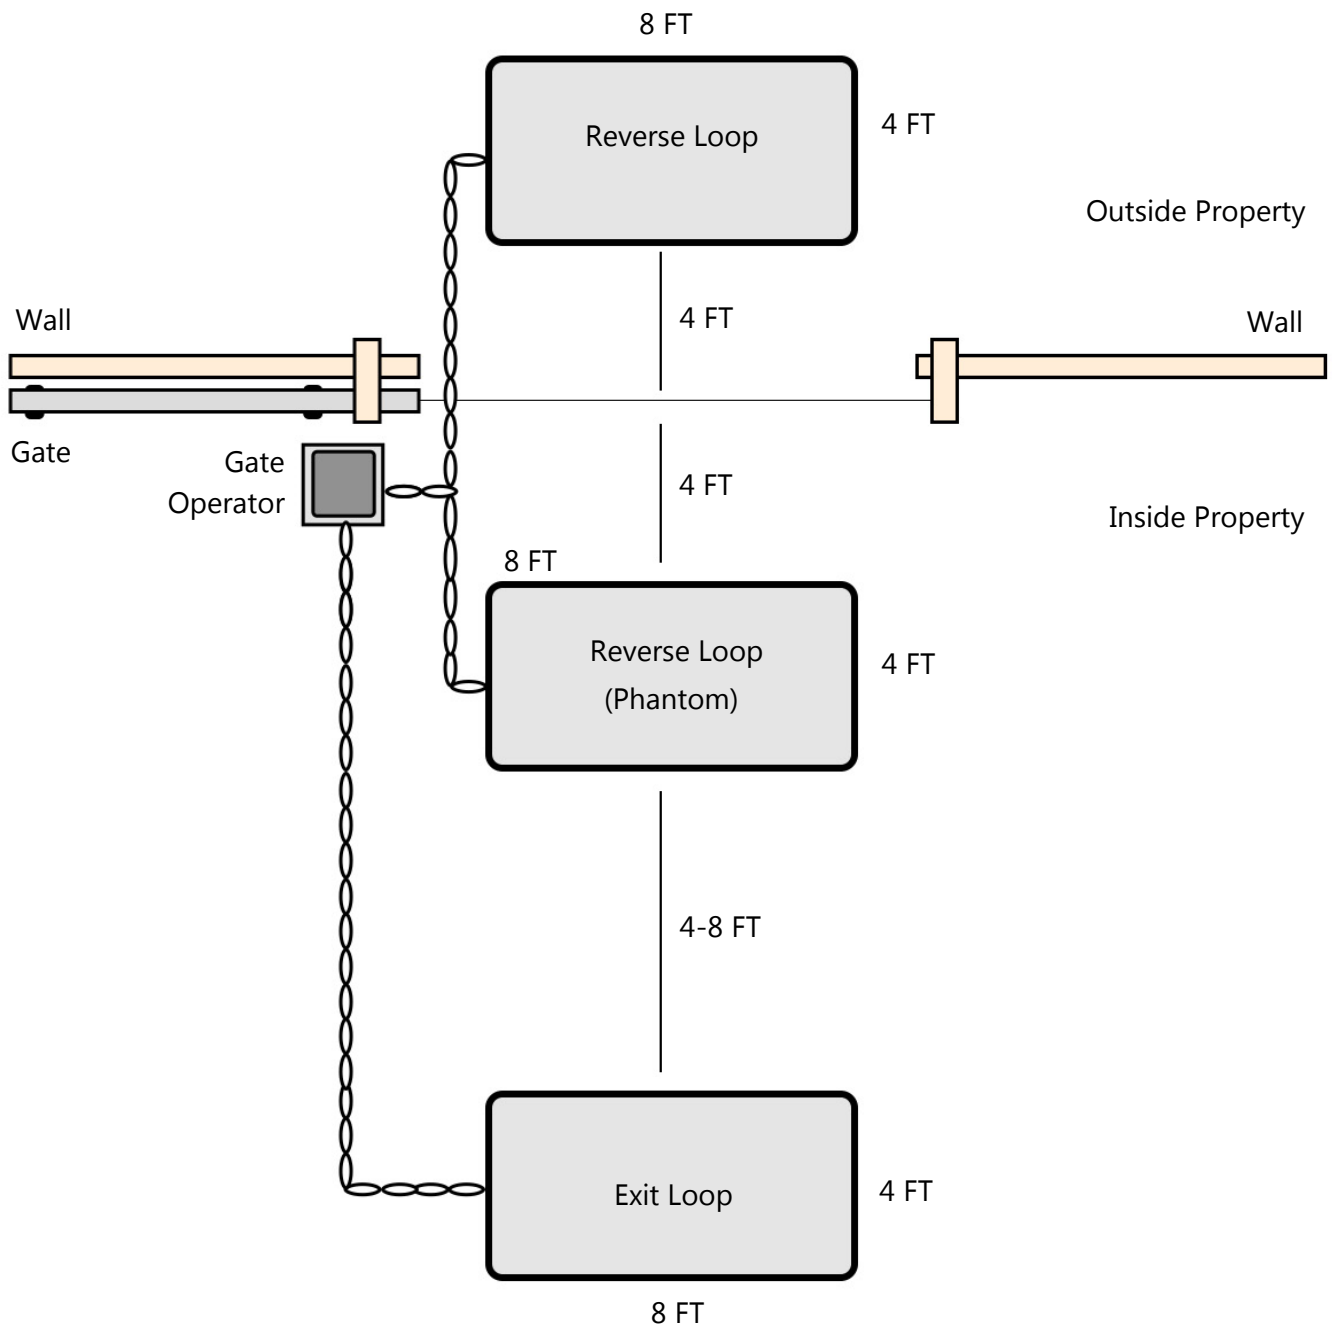 8 FT
Reverse Loop
4 FT
Outside Property
Wall
4 FT
Wall
Gate
Gate
Operator
4 FT
Inside Property
8 FT
Reverse Loop
(Phantom)
4 FT
4-8 FT
Exit Loop
4 FT
8 FT